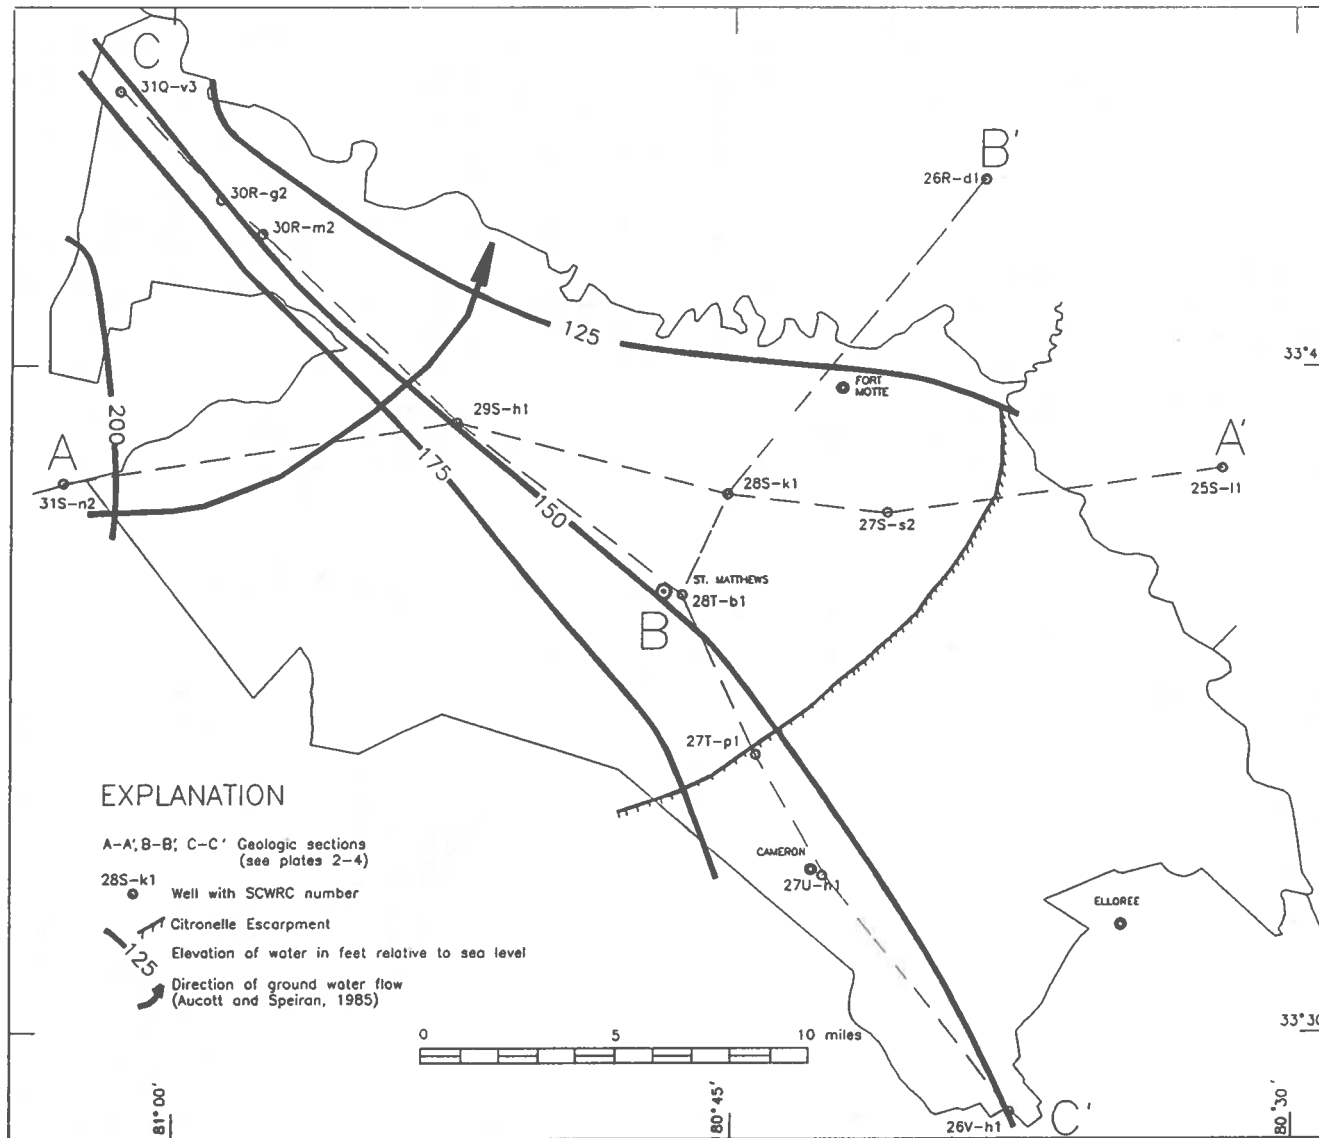 C
31Q-v3
B'
26R-d1
30R-g2
30R-m2
125
FORT
MOTTE
33°4
200
29S-h1
A
A'
175
31S-n2
28S-k1
25S-l1
150
27S-s2
ST. MATTHEWS
28T-b1
B
27T-p1
EXPLANATION
A-A', B-B', C-C' Geologic sections
(see plates 2-4)
28S-k1
Well with SCWRC number
CAMERON
27U-h1
ELLOREE
Citronelle Escarpment
125
Elevation of water in feet relative to sea level
Direction of ground water flow
(Aucott and Speiran, 1985)
0 5 10 miles
33°30
81°00'
80°45'
26V-h1
C'
80°30'